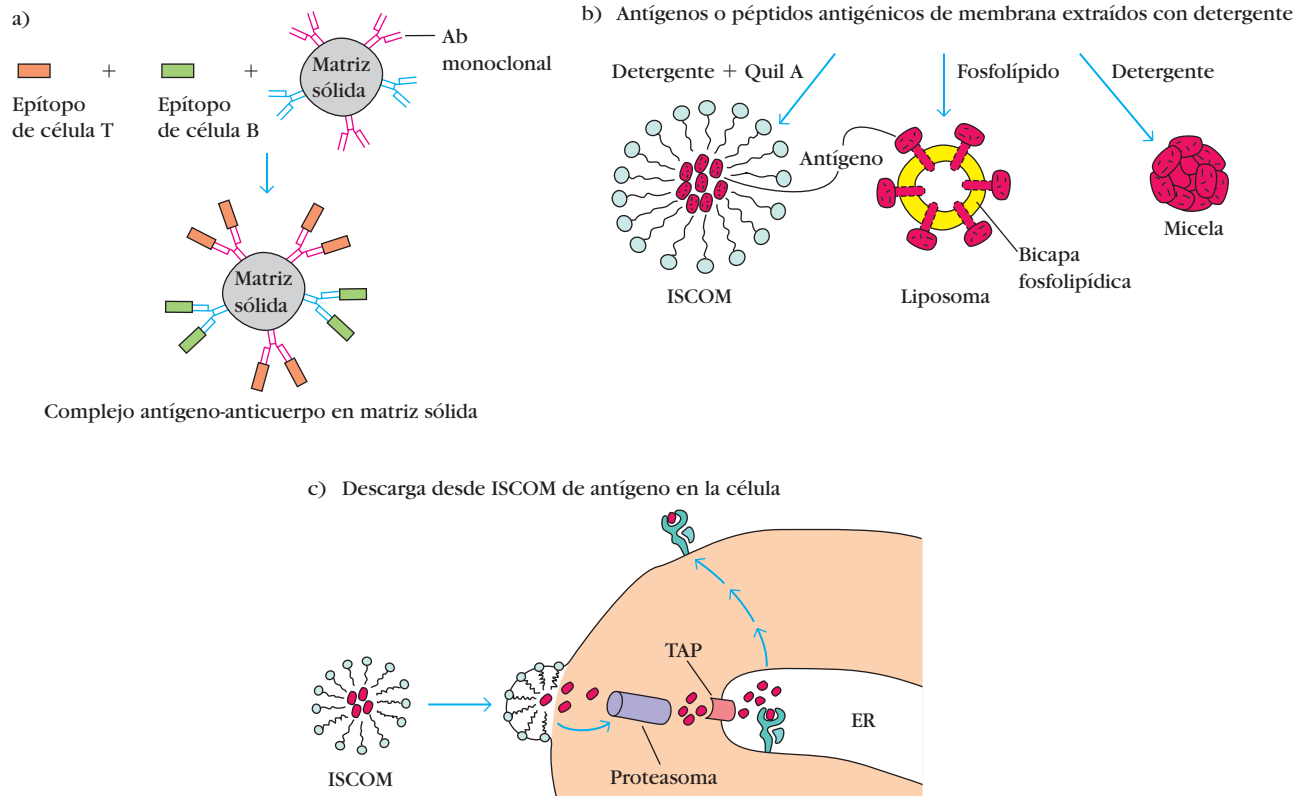 a)
Ab
monoclonal
Matriz
sólida
+
+
Epítopo
de célula T
Epítopo
de célula B
Matriz
sólida
Complejo antígeno-anticuerpo en matriz sólida
b) Antígenos o péptidos antigénicos de membrana extraídos con detergente
Detergente + Quil A
Fosfolípido
Detergente
Antígeno
ISCOM
Liposoma
Bicapa
fosfolipídica
Micela
c) Descarga desde ISCOM de antígeno en la célula
TAP
ER
ISCOM
Proteasoma